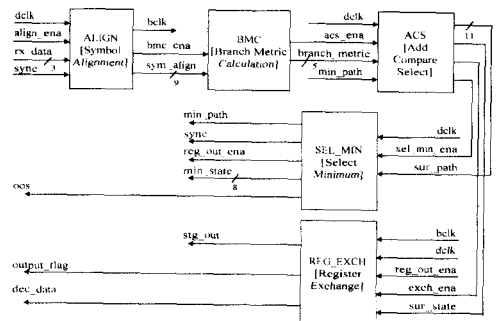 dclk
align_ena
rx_data
3
sync
ALIGN
[Symbol
Alignment]
bclk
bmc_ena
sym_align
9
BMC
[Branch Metric
Calculation]
dclk
acs_ena
branch_metric
5
min_path
ACS
[Add
Compare
Select]
11
min_path
sync
reg_out_ena
min_state
8
oos
SEL_MIN
[Select
Minimum]
dclk
sel_min_ena
sur_path
stg_out
output_flag
dec_data
REG_EXCH
[Register
Exchange]
bclk
dclk
reg_out_ena
exch_ena
sur_state